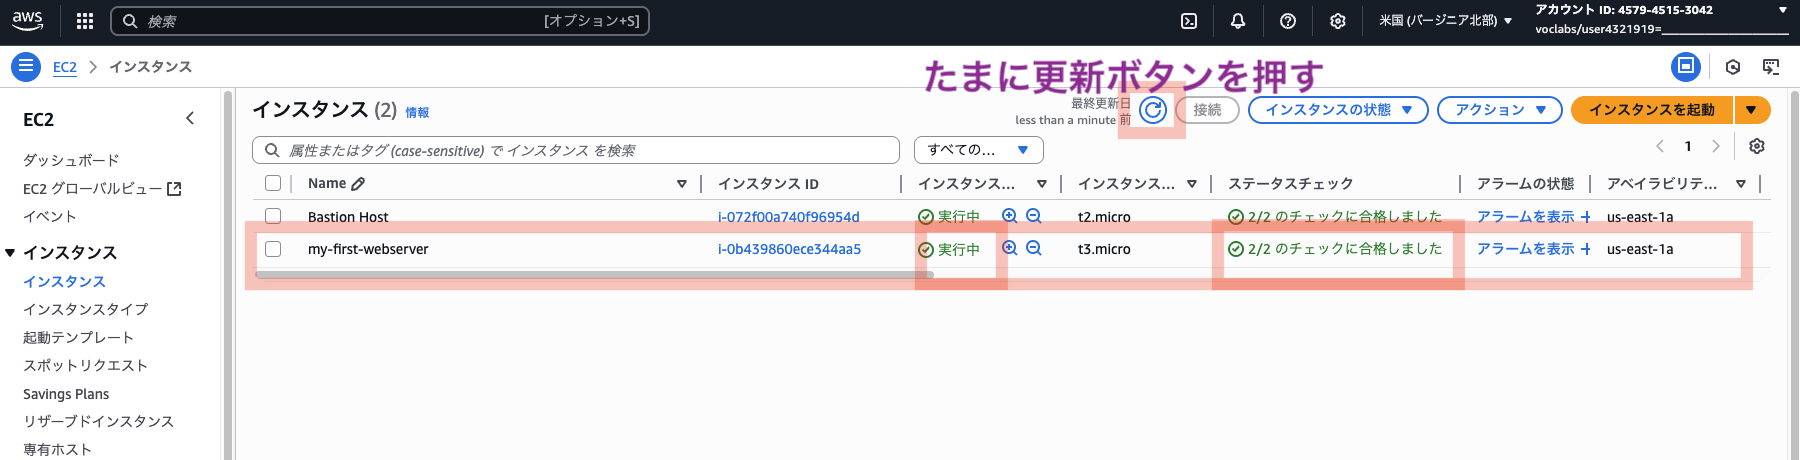 aws
検索
[オプション+S]
米国 (バージニア北部)
アカウント ID: 4579-4515-3042
voclabs/user4321919=
EC2 > インスタンス
たまに更新ボタンを押す
EC2
ダッシュボード
EC2 グローバルビュー
イベント
インスタンス
インスタンス
インスタンスタイプ
起動テンプレート
スポットリクエスト
Savings Plans
リザーブドインスタンス
専有ホスト
インスタンス (2) 情報
最終更新日
less than a minute 前
接続
インスタンスの状態
アクション
インスタンスを起動
属性またはタグ (case-sensitive) で インスタンス を検索
すべての...
1
Name インスタンス ID インスタンス... インスタンス... ステータスチェック アラームの状態 アベイラビリテ...
Bastion Host i-072f00a740f96954d 実行中 t2.micro 2/2 のチェックに合格しました アラームを表示 + us-east-1a
my-first-webserver i-0b439860ece344aa5 実行中 t3.micro 2/2 のチェックに合格しました アラームを表示 + us-east-1a